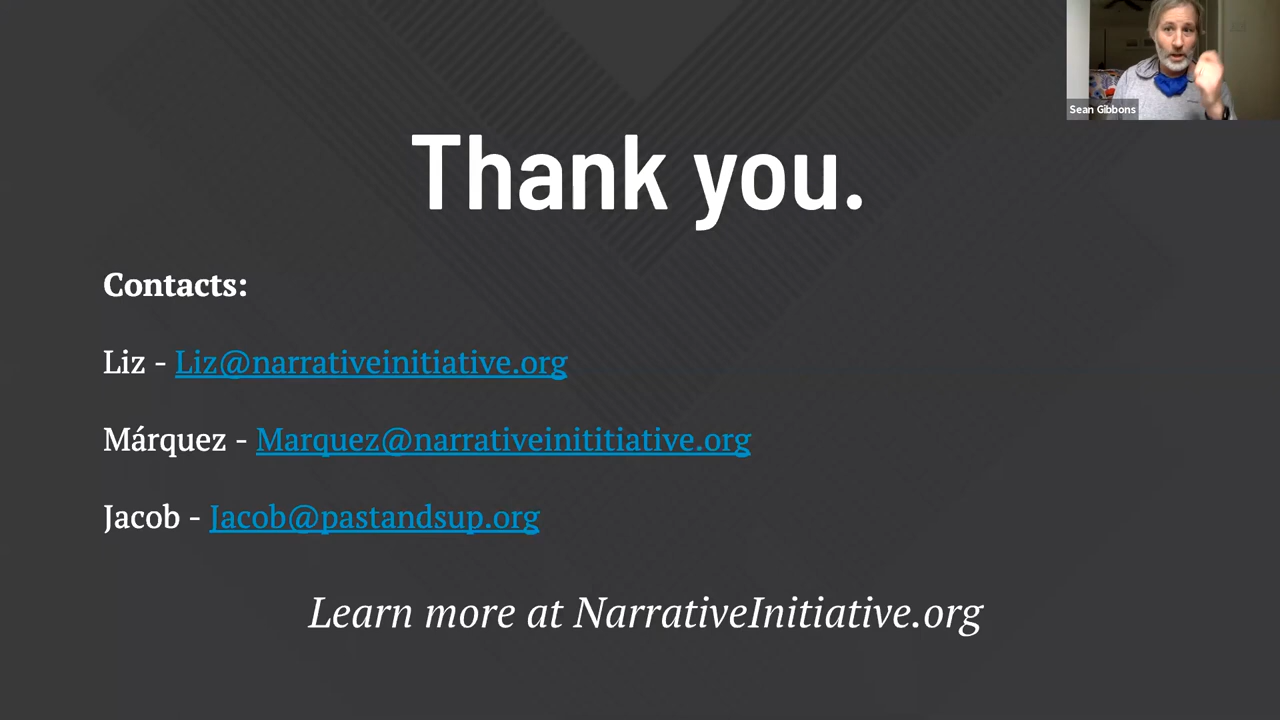 Sean Gibbons
Thank you.
Contacts:
Liz - Liz@narrativeinitiative.org
Márquez - Marquez@narrativeinititiative.org
Jacob - Jacob@pastandsup.org
Learn more at NarrativeInitiative.org